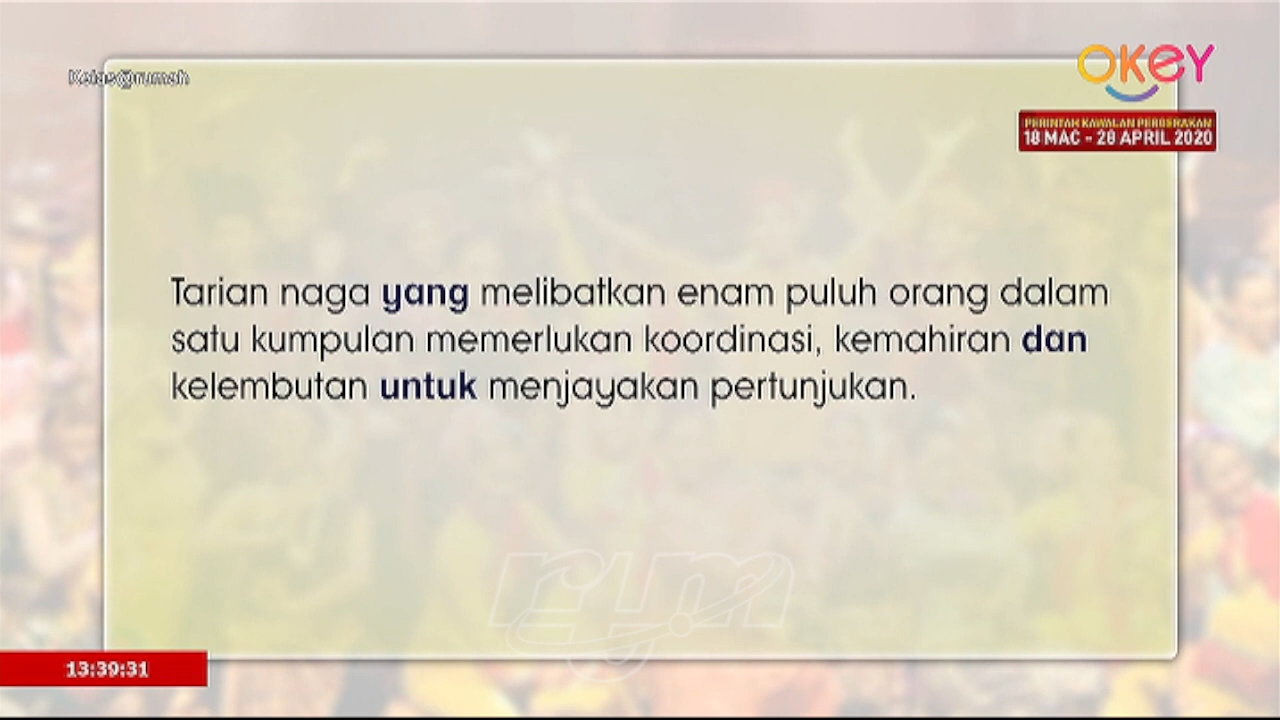 Kelas@rumah
OKEY
PERINTAH KAWALAN PERGERAKAN
18 MAC - 28 APRIL 2020
Tarian naga yang melibatkan enam puluh orang dalam
satu kumpulan memerlukan koordinasi, kemahiran dan
kelembutan untuk menjayakan pertunjukan.
rtm
13:39:31